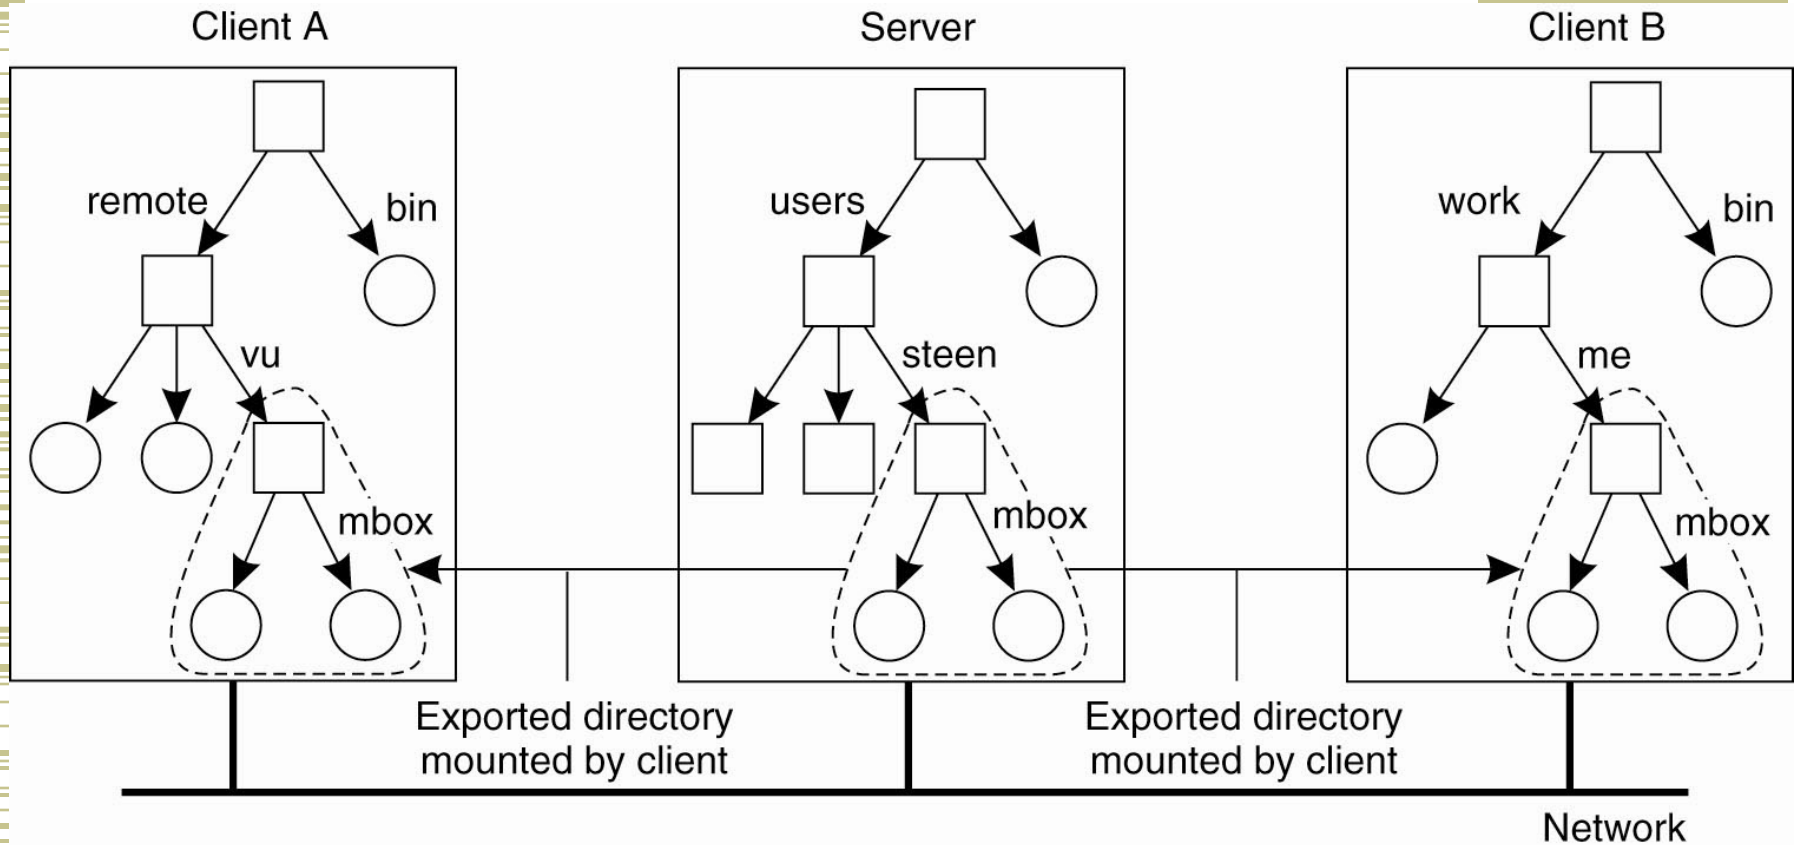 Client A
Server
Client B
remote
bin
users
work
bin
vu
steen
me
mbox
mbox
mbox
Exported directory
mounted by client
Exported directory
mounted by client
Network